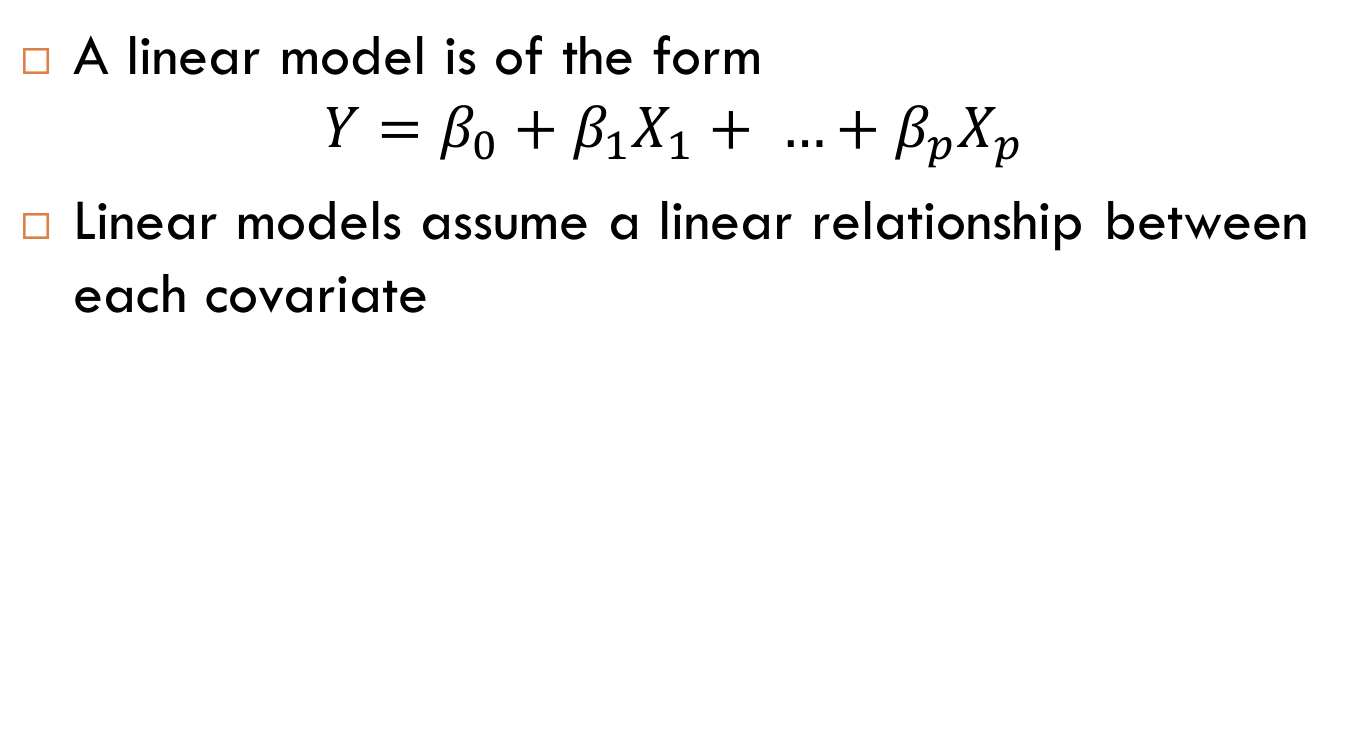 A linear model is of the form
𝑌 = 𝛽₀ + 𝛽₁𝑋₁ + … + 𝛽ₚ𝑋ₚ
Linear models assume a linear relationship between
each covariate